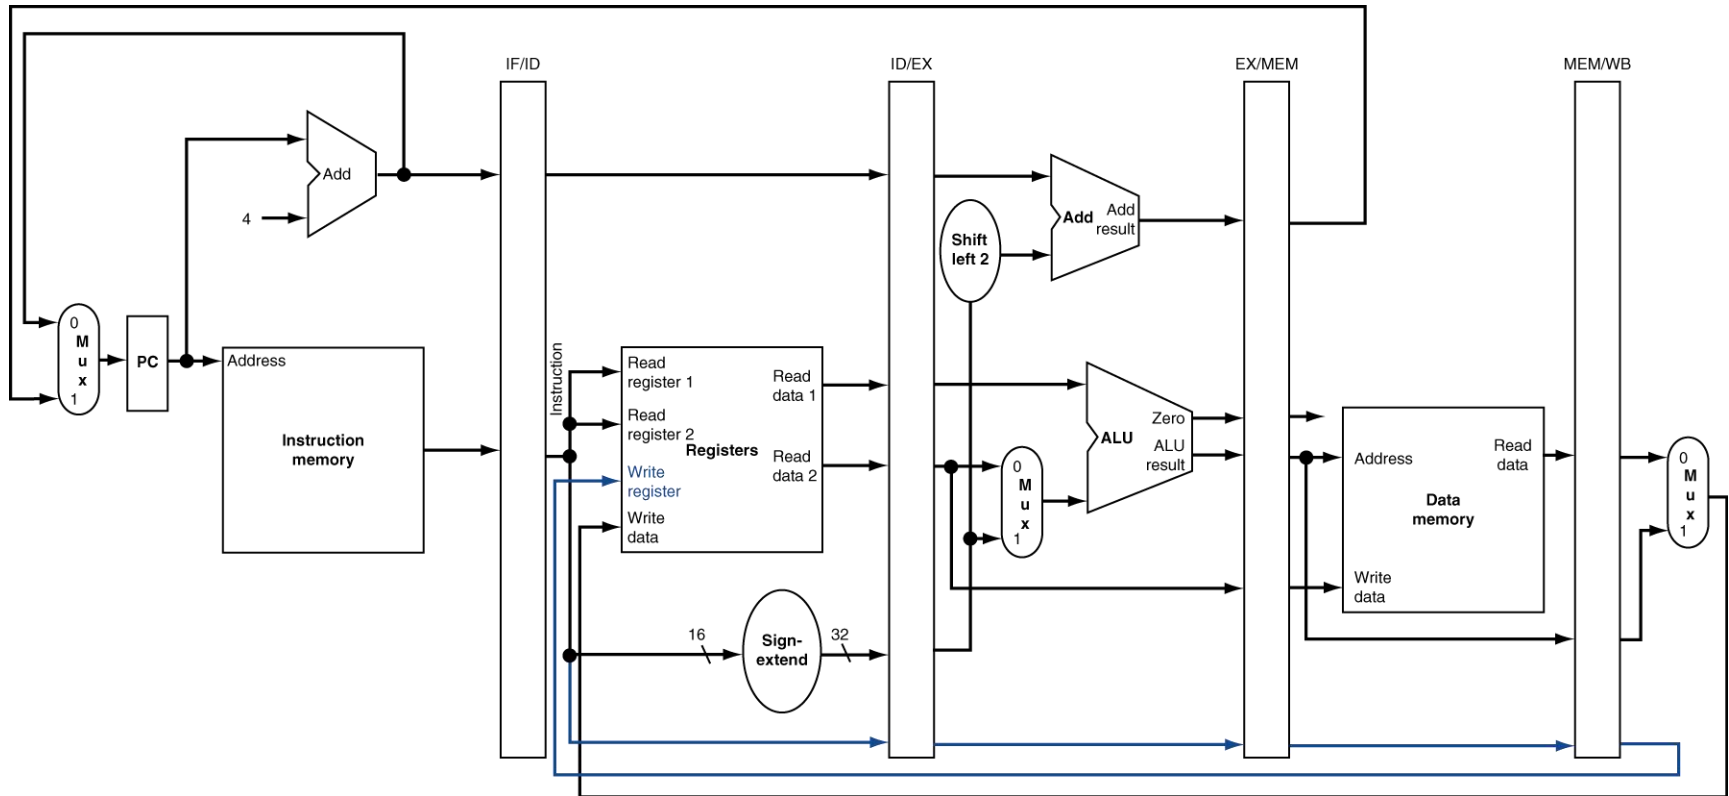 IF/ID
ID/EX
EX/MEM
MEM/WB
Add
4
Add
Add
result
Shift
left 2
0
M
u
x
1
PC
Address
Instruction
memory
Instruction
Read
register 1
Read
register 2
Write
register
Write
data
Registers
Read
data 1
Read
data 2
16
Sign-
extend
32
0
M
u
x
1
ALU
Zero
ALU
result
Address
Read
data
Data
memory
Write
data
0
M
u
x
1